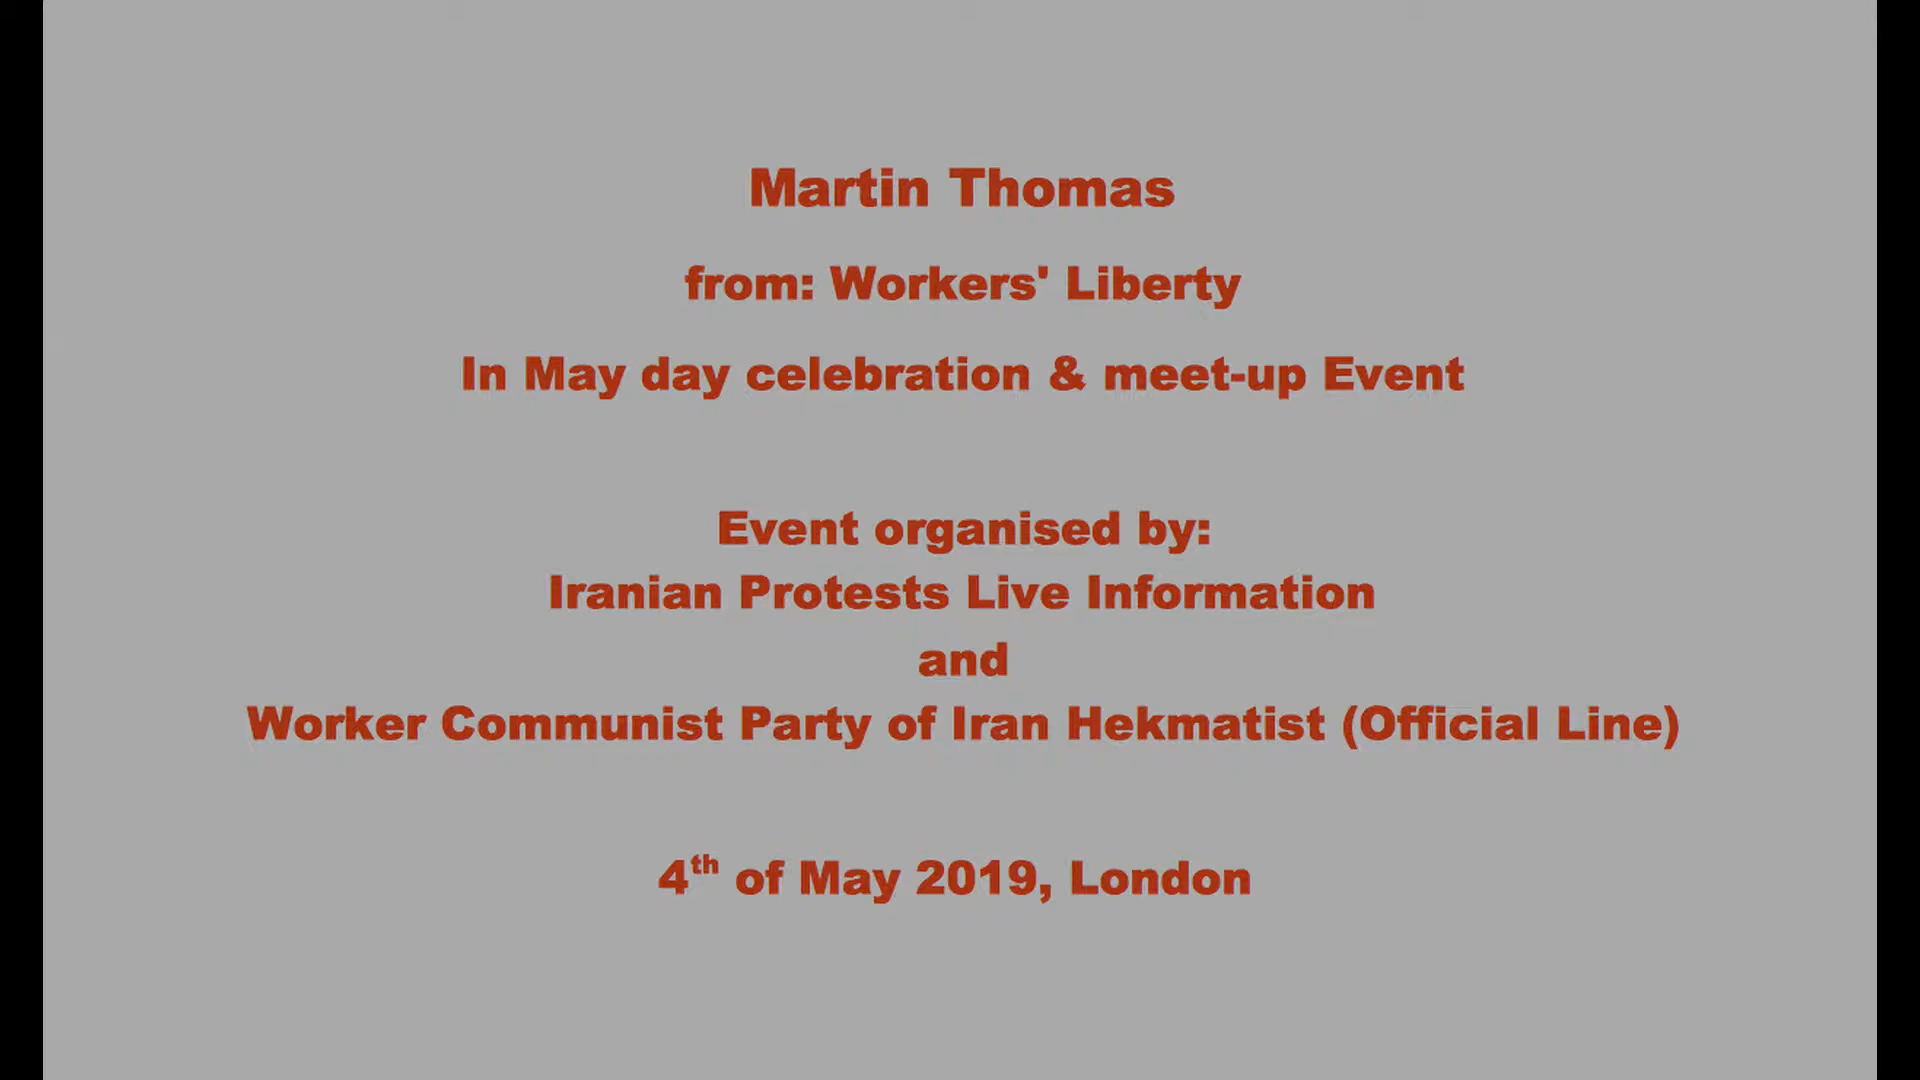 Martin Thomas
from: Workers' Liberty
In May day celebration & meet-up Event
Event organised by:
Iranian Protests Live Information
and
Worker Communist Party of Iran Hekmatist (Official Line)
4th of May 2019, London